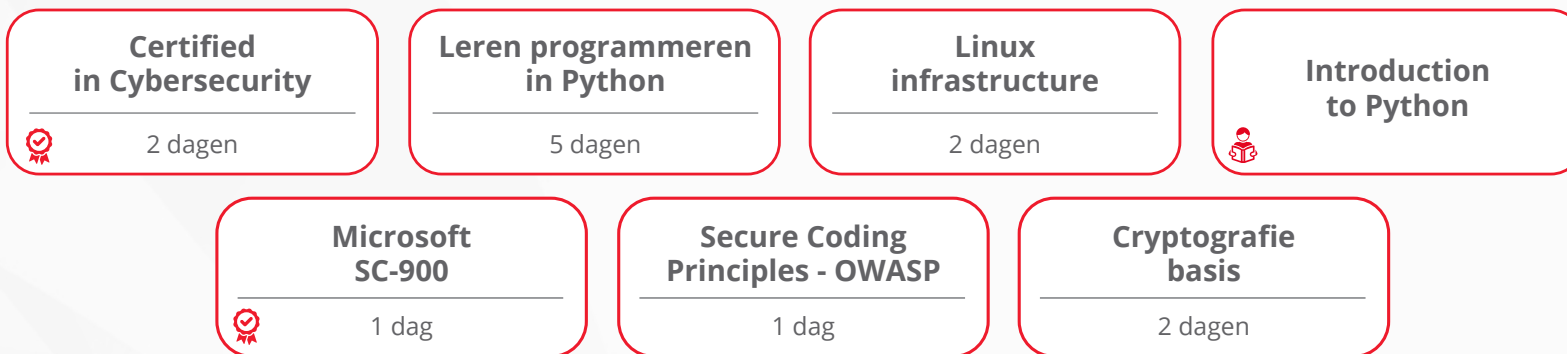 Certified
in Cybersecurity
2 dagen
Leren programmeren
in Python
5 dagen
Linux
infrastructure
2 dagen
Introduction
to Python
Microsoft
SC-900
1 dag
Secure Coding
Principles - OWASP
1 dag
Cryptografie
basis
2 dagen